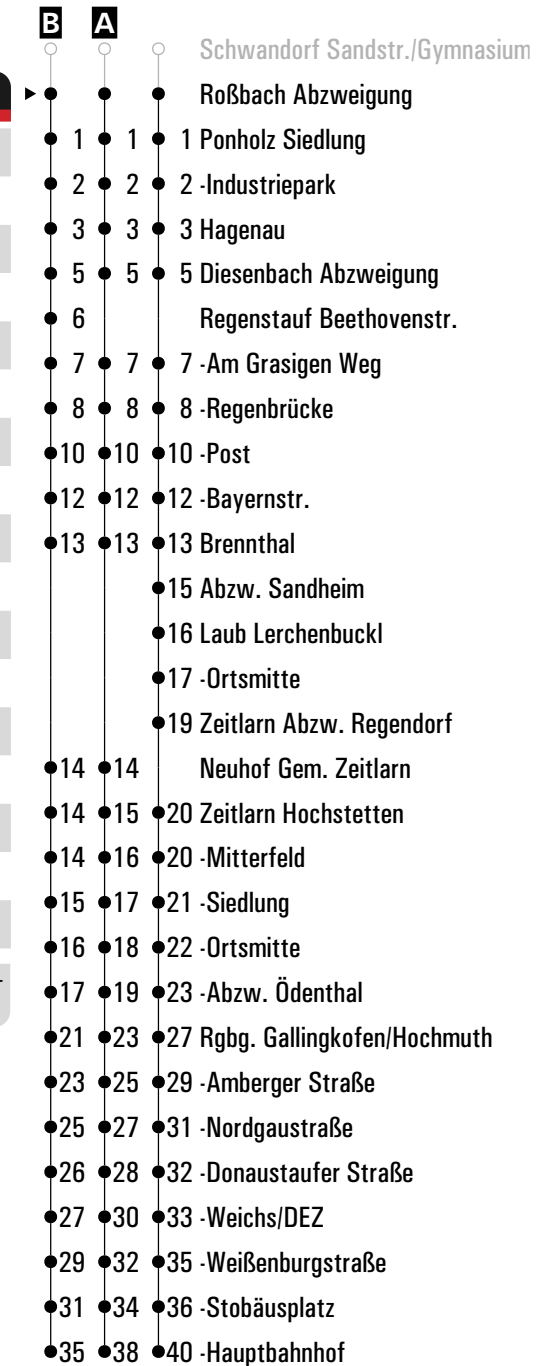 B A
Schwandorf Sandstr./Gymnasium
Roßbach Abzweigung
1 1 1 Ponholz Siedlung
2 2 2 -Industriepark
3 3 3 Hagenau
5 5 5 Diesenbach Abzweigung
6 Regenstauf Beethovenstr.
7 7 7 -Am Grasigen Weg
8 8 8 -Regenbrücke
10 10 10 -Post
12 12 12 -Bayernstr.
13 13 13 Brennthal
15 Abzw. Sandheim
16 Laub Lerchenbuckl
17 -Ortsmitte
19 Zeitlarn Abzw. Regendorf
14 14 Neuhof Gem. Zeitlarn
14 15 20 Zeitlarn Hochstetten
14 16 20 -Mitterfeld
15 17 21 -Siedlung
16 18 22 -Ortsmitte
17 19 23 -Abzw. Ödenthal
21 23 27 Rgbg. Gallingkofen/Hochmuth
23 25 29 -Amberger Straße
25 27 31 -Nordgaustraße
26 28 32 -Donaustaufer Straße
27 30 33 -Weichs/DEZ
29 32 35 -Weißenburgstraße
31 34 36 -Stobäusplatz
35 38 40 -Hauptbahnhof